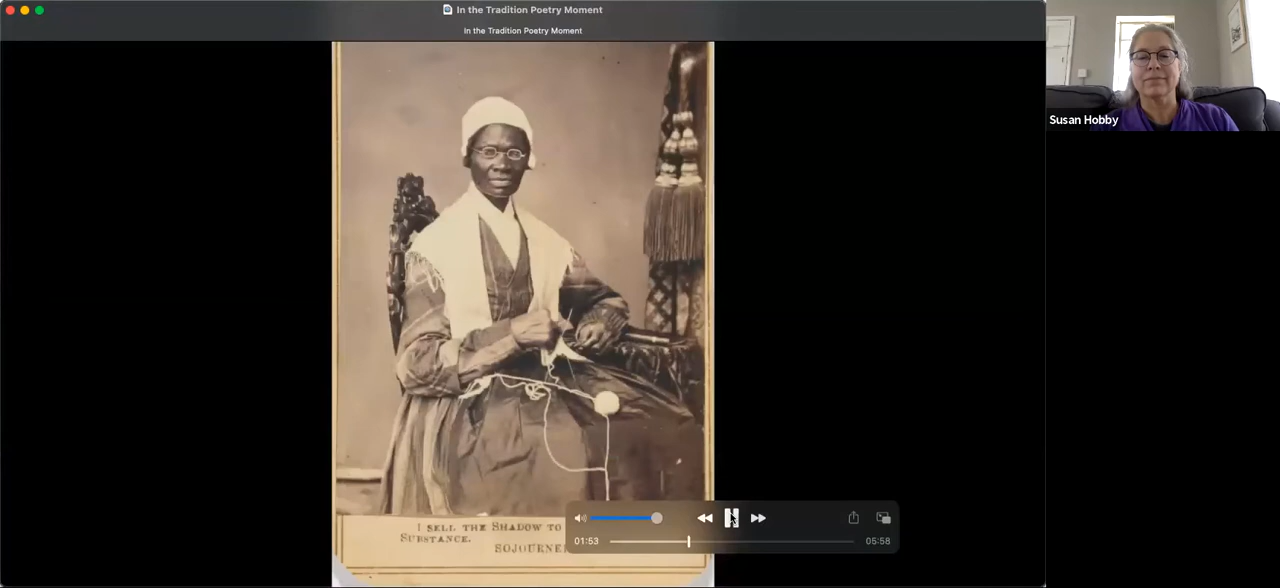 In the Tradition Poetry Moment
In the Tradition Poetry Moment
Susan Hobby
I SELL THE SHADOW TO
SUBSTANCE.
SOJOURNE
01:53
05:58